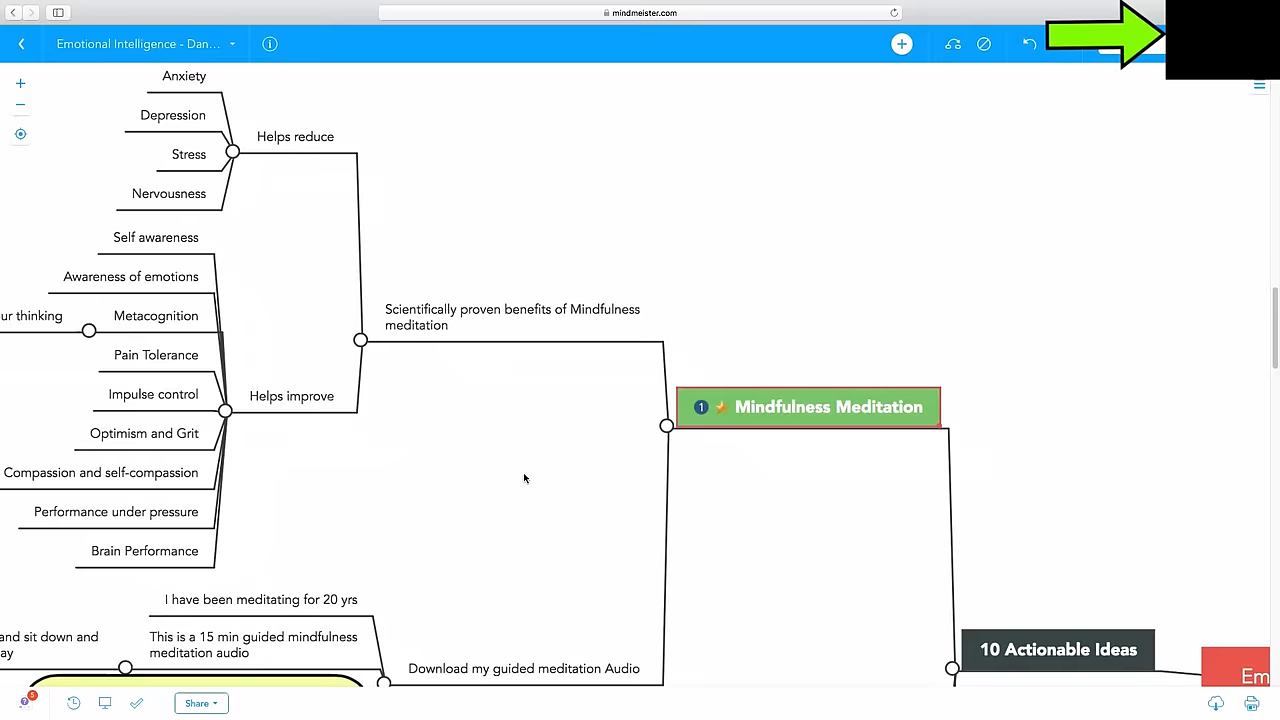 mindmeister.com
Emotional Intelligence - Dan...
Anxiety
Depression
Helps reduce
Stress
Nervousness
Self awareness
Awareness of emotions
ur thinking
Metacognition
Scientifically proven benefits of Mindfulness
meditation
Pain Tolerance
Impulse control
Helps improve
1 Mindfulness Meditation
Optimism and Grit
Compassion and self-compassion
Performance under pressure
Brain Performance
I have been meditating for 20 yrs
and sit down and
ay
This is a 15 min guided mindfulness
meditation audio
Download my guided meditation Audio
10 Actionable Ideas
Em
? 5
Share